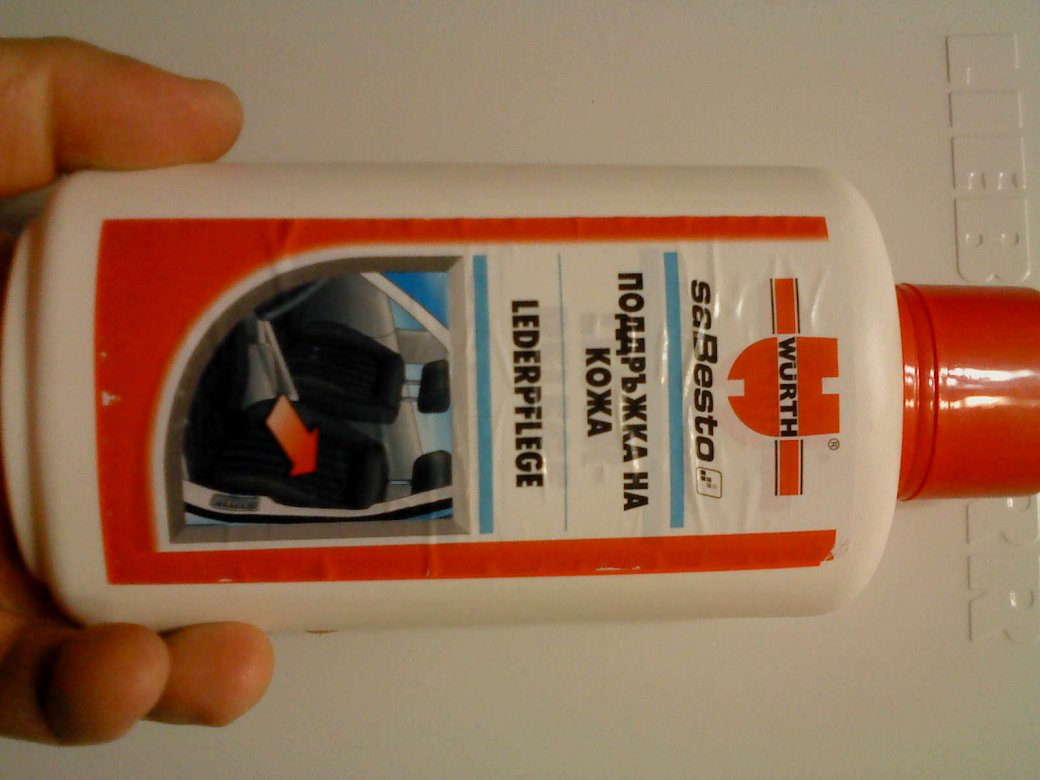 WÜRTH
®
saBesto
ПОДДРЪЖКА НА
КОЖА
LEDERPFLEGE